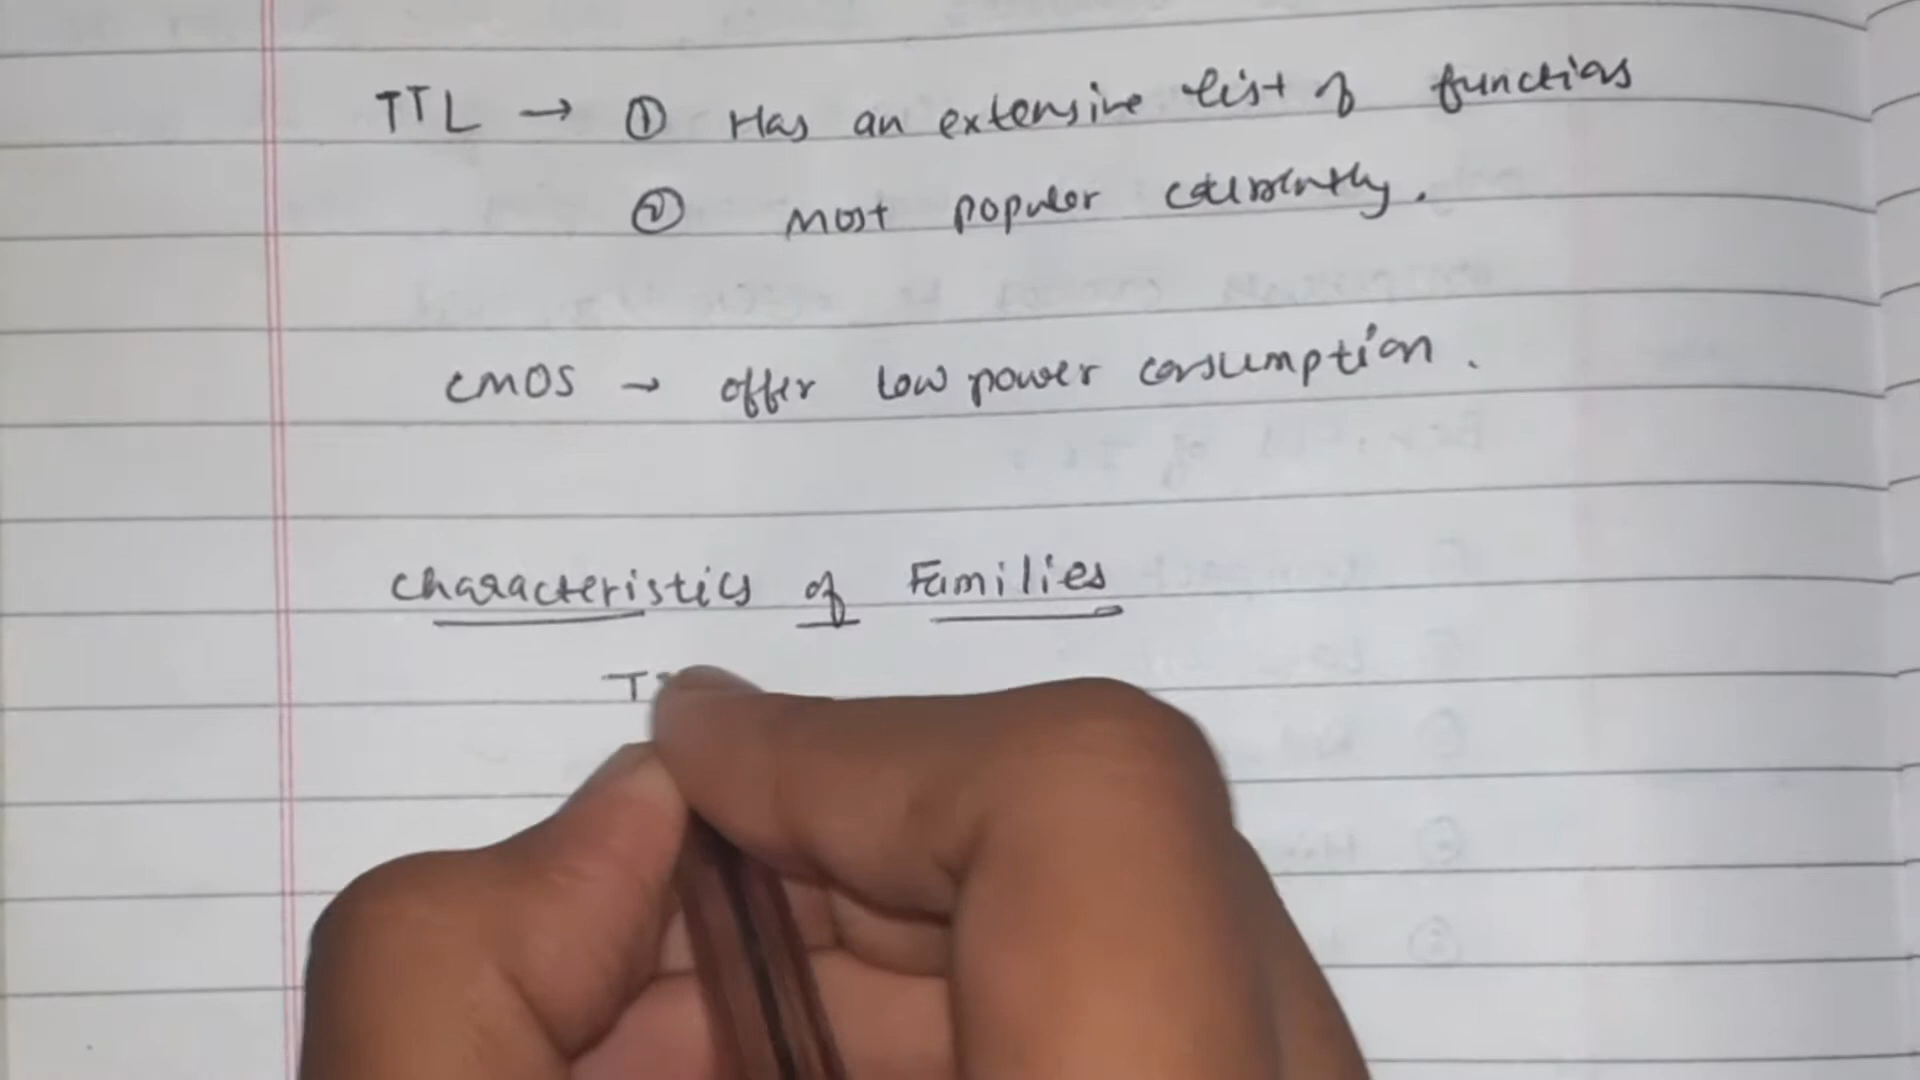 TTL → ① Has an extensive list of functions
② most popular currently.
CMOS → offer low power consumption.
Characteristics of Families
T